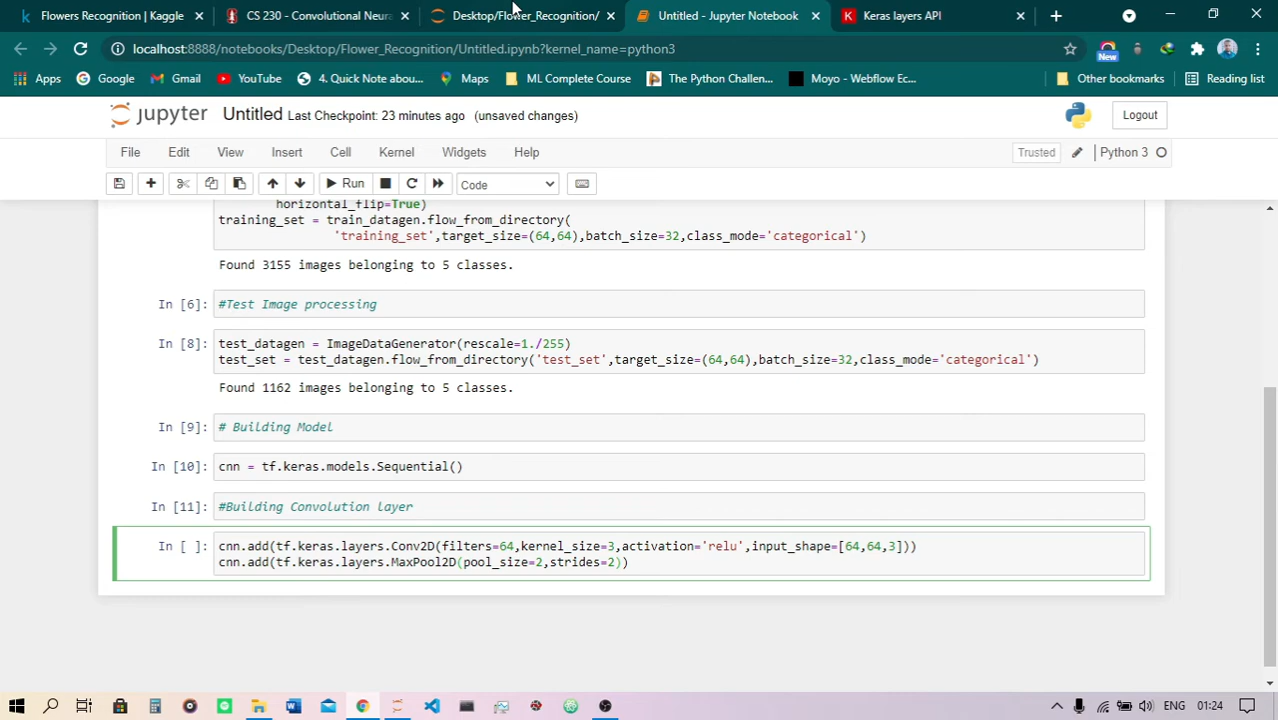 Flowers Recognition | Kaggle
CS 230 - Convolutional Neura
Desktop/Flower_Recognition/
Untitled - Jupyter Notebook
Keras layers API
localhost:8888/notebooks/Desktop/Flower_Recognition/Untitled.ipynb?kernel_name=python3
New
Apps Google Gmail YouTube 4. Quick Note abou... Maps ML Complete Course The Python Challen... Moyo - Webflow Ec... Other bookmarks Reading list
jupyter Untitled Last Checkpoint: 23 minutes ago (unsaved changes) Logout
File Edit View Insert Cell Kernel Widgets Help Trusted Python 3
Run Code
horizontal_flip=True)
training_set = train_datagen.flow_from_directory(
'training_set',target_size=(64,64),batch_size=32,class_mode='categorical')
Found 3155 images belonging to 5 classes.
In [6]: #Test Image processing
In [8]: test_datagen = ImageDataGenerator(rescale=1./255)
test_set = test_datagen.flow_from_directory('test_set',target_size=(64,64),batch_size=32,class_mode='categorical')
Found 1162 images belonging to 5 classes.
In [9]: # Building Model
In [10]: cnn = tf.keras.models.Sequential()
In [11]: #Building Convolution layer
In [ ]: cnn.add(tf.keras.layers.Conv2D(filters=64,kernel_size=3,activation='relu',input_shape=[64,64,3]))
cnn.add(tf.keras.layers.MaxPool2D(pool_size=2,strides=2))
ENG 01:24